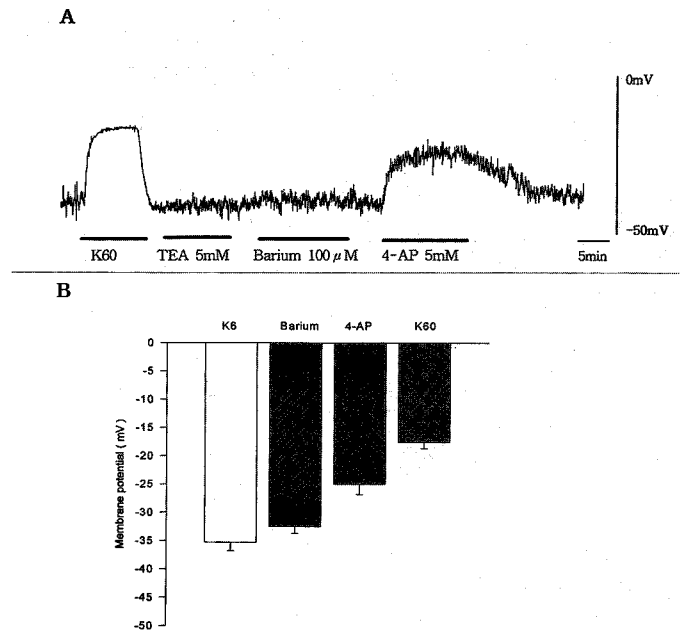 A
0mV
-50mV
K60 TEA 5mM Barium 100 μM 4-AP 5mM 5min
B
K6 Barium 4-AP K60
0
-5
-10
-15
-20
-25
-30
-35
-40
-45
-50
Membrane potential ( mV )